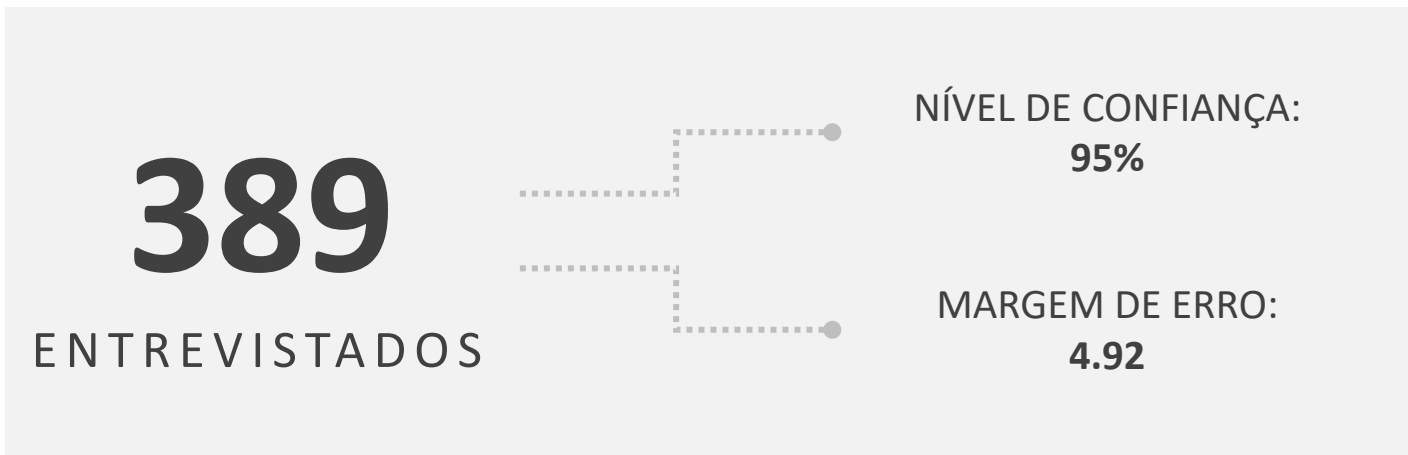 389
ENTREVISTADOS
NÍVEL DE CONFIANÇA:
95%
MARGEM DE ERRO:
4.92